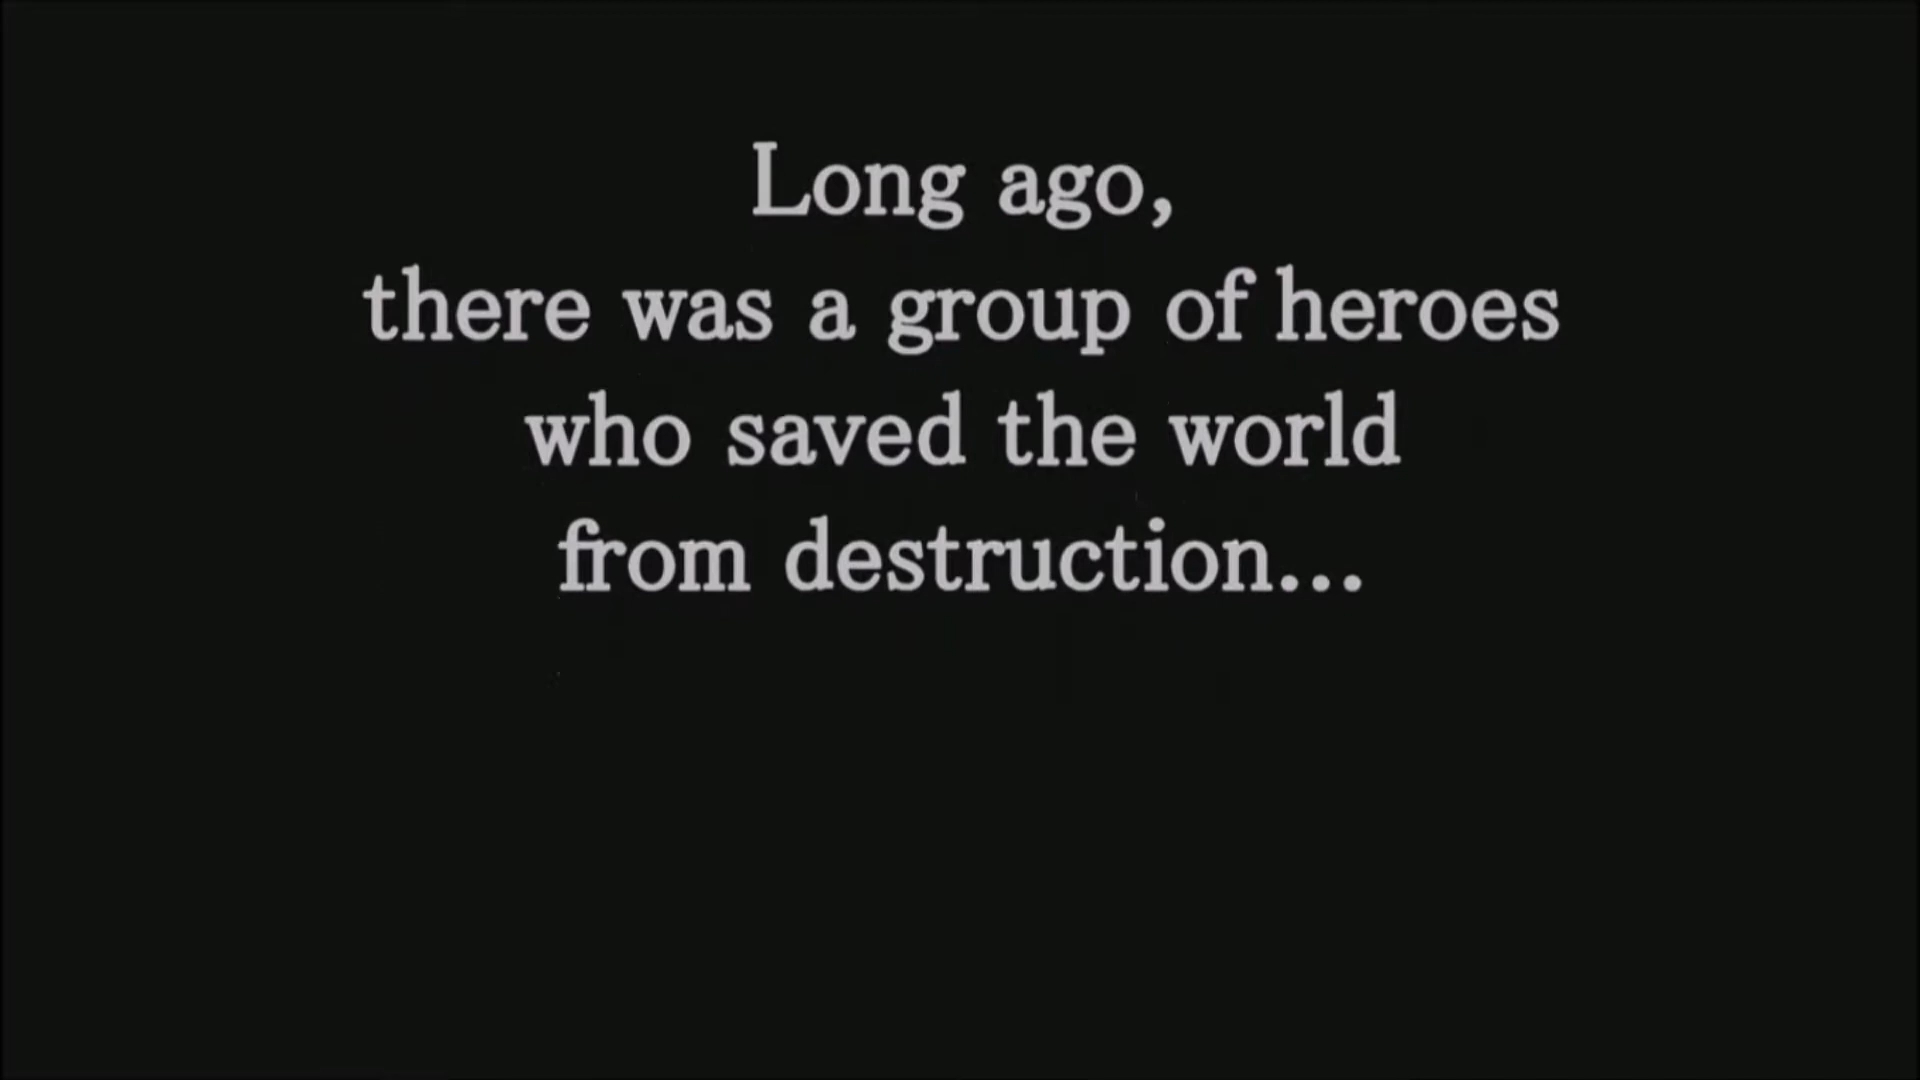 Long ago,
there was a group of heroes
who saved the world
from destruction...